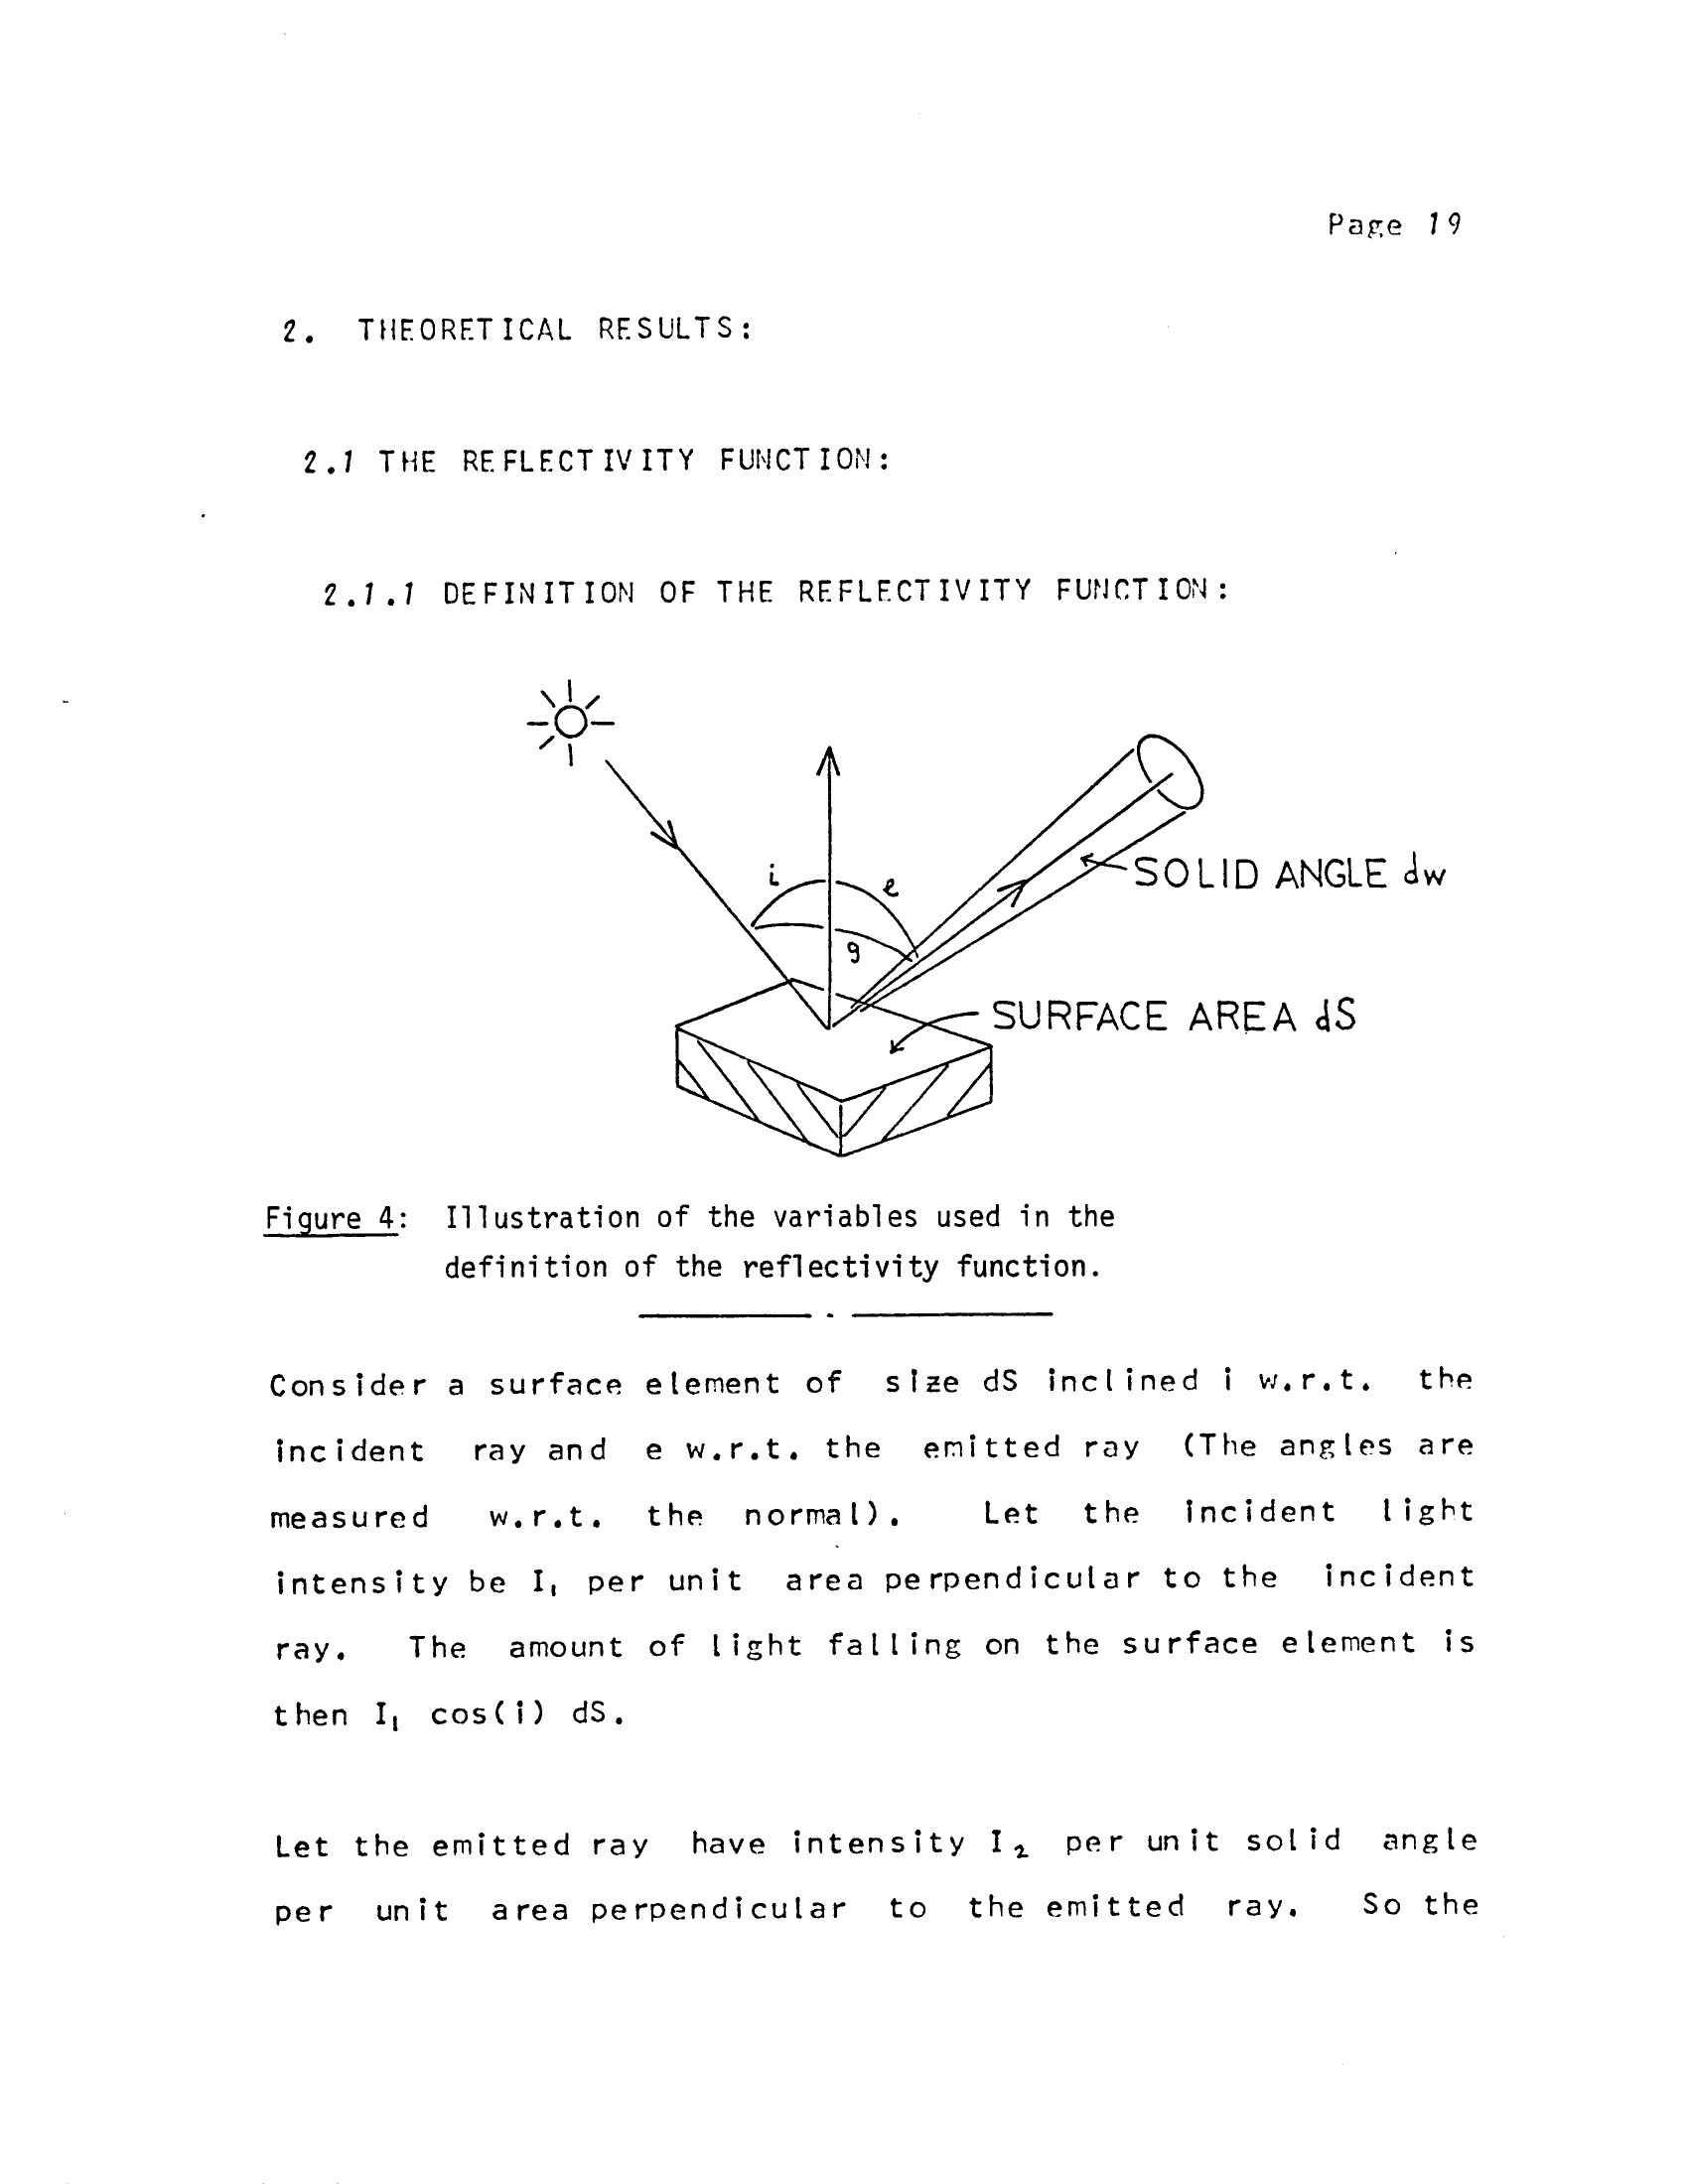 Page 19
2. THEORETICAL RESULTS:
2.1 THE REFLECTIVITY FUNCTION:
2.1.1 DEFINITION OF THE REFLECTIVITY FUNCTION:
i
e
g
SOLID ANGLE dw
SURFACE AREA dS
Figure 4: Illustration of the variables used in the
definition of the reflectivity function.
Consider a surface element of size dS inclined i w.r.t. the
incident ray and e w.r.t. the emitted ray (The angles are
measured w.r.t. the normal). Let the incident light
intensity be I₁ per unit area perpendicular to the incident
ray. The amount of light falling on the surface element is
then I₁ cos(i) dS.
Let the emitted ray have intensity I₂ per unit solid angle
per unit area perpendicular to the emitted ray. So the